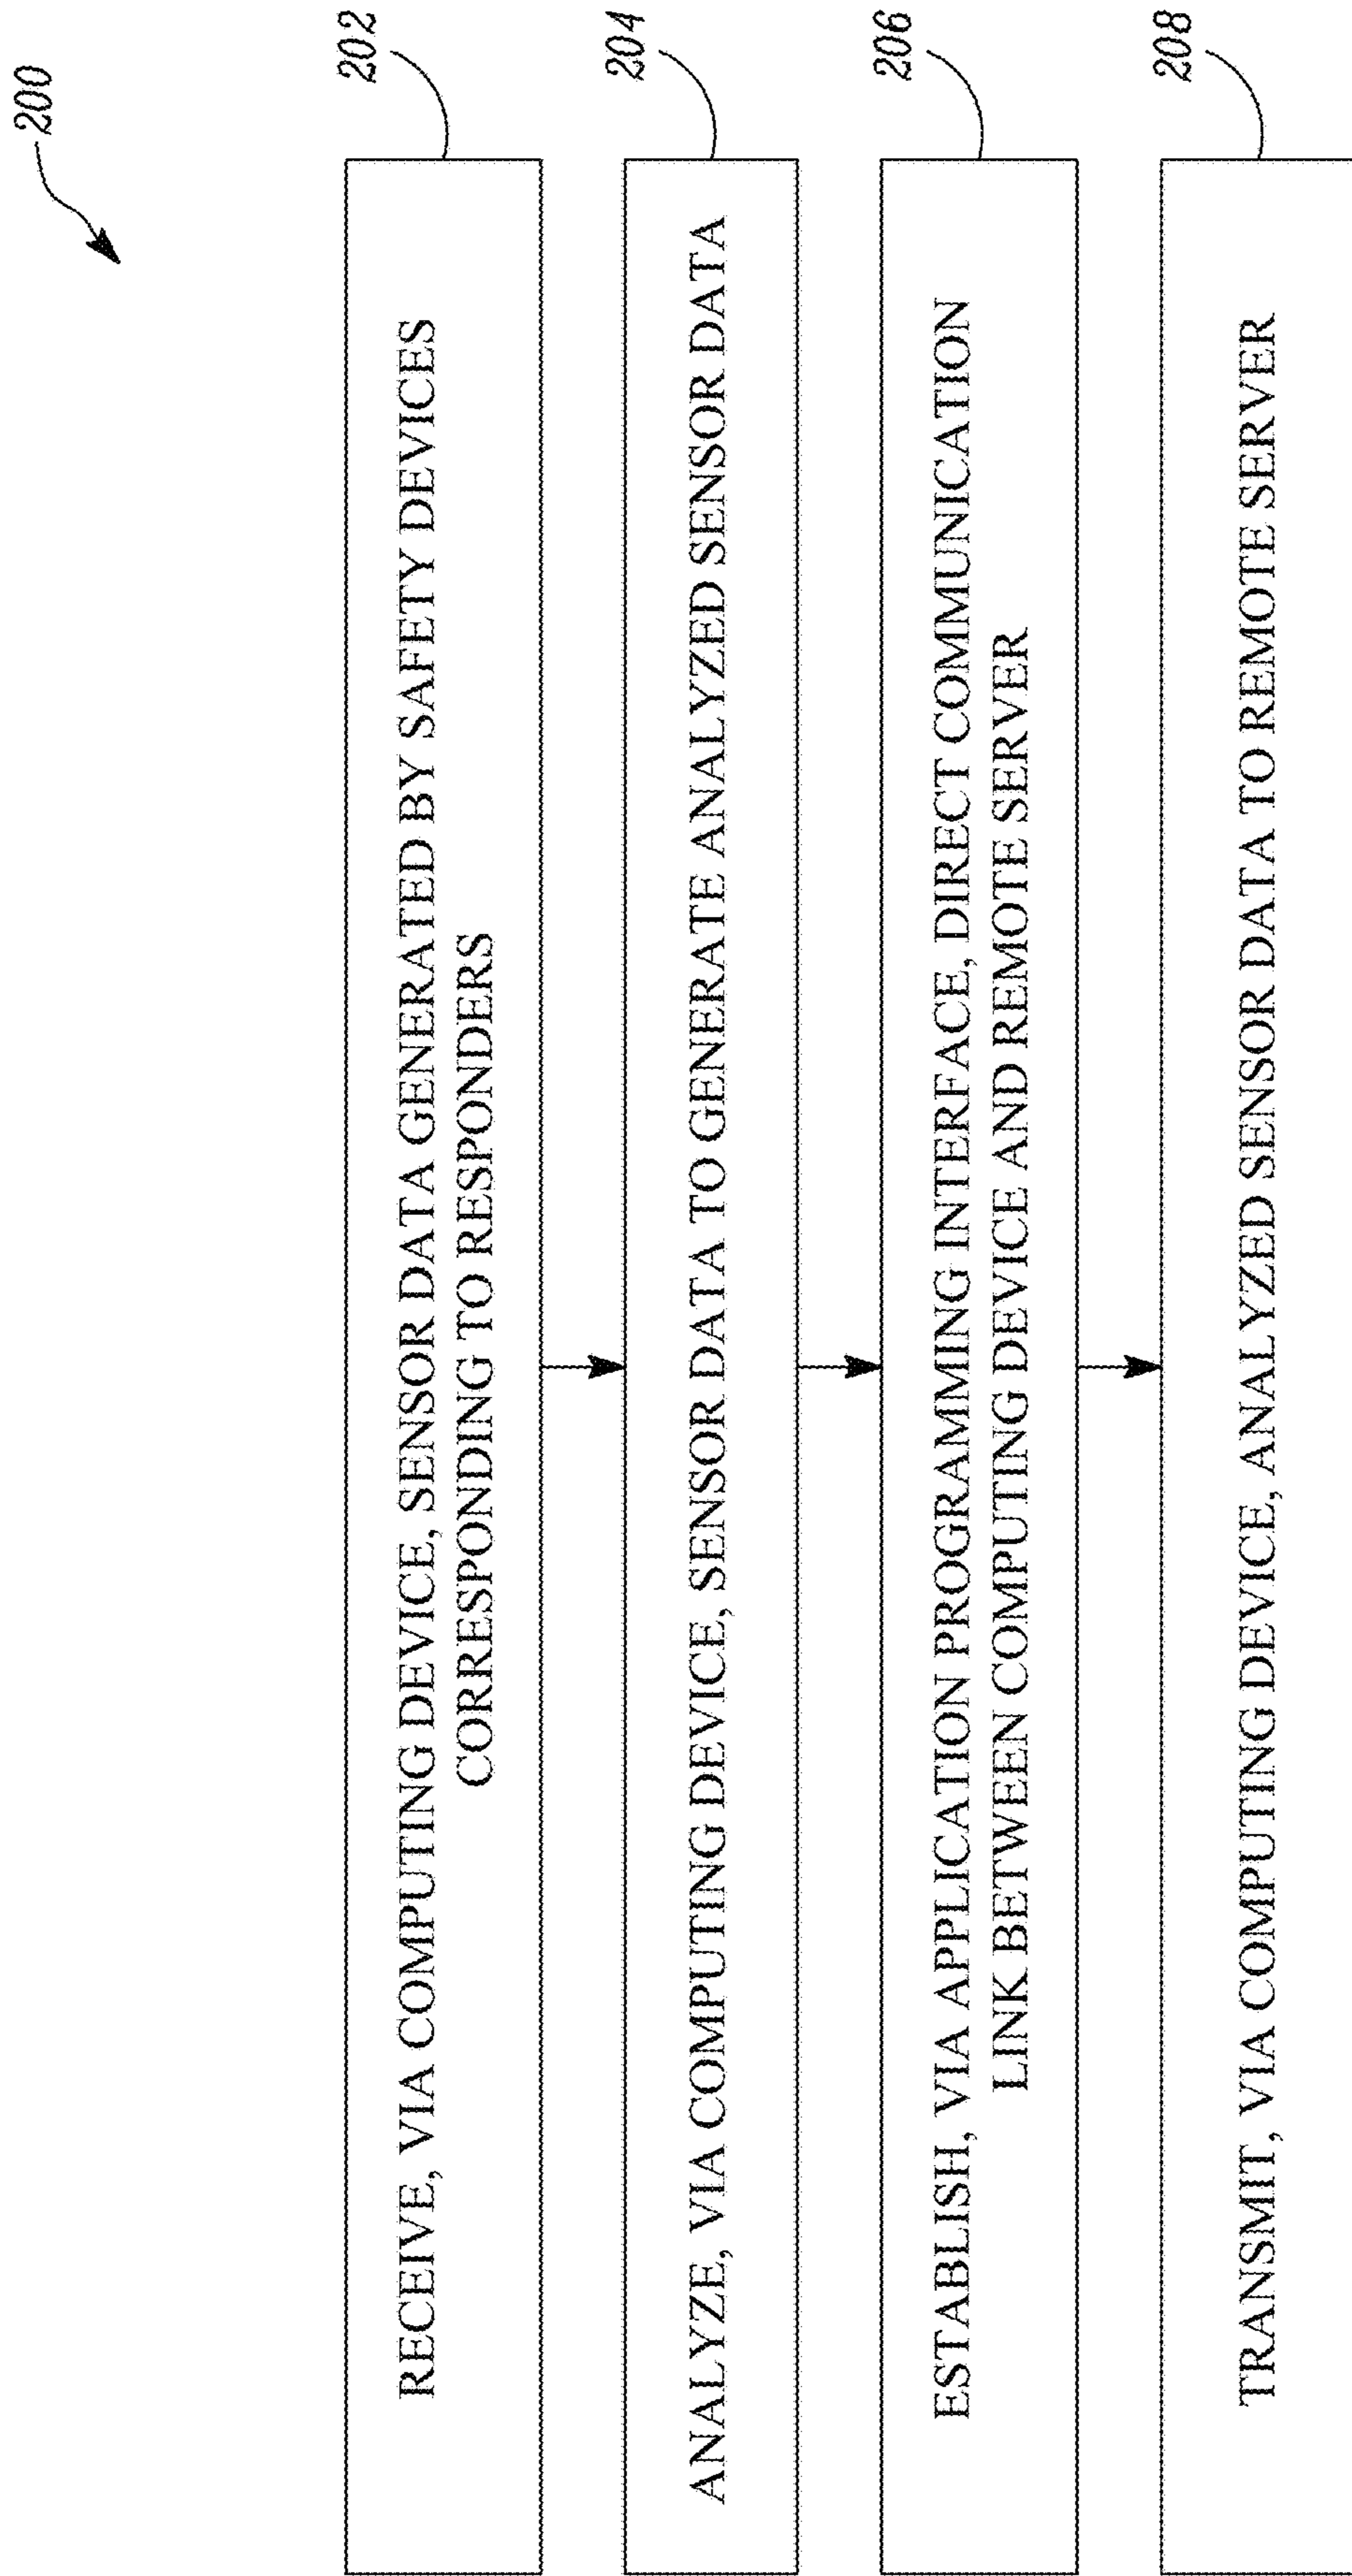 200
RECEIVE, VIA COMPUTING DEVICE, SENSOR DATA GENERATED BY SAFETY DEVICES
CORRESPONDING TO RESPONDERS
202
ANALYZE, VIA COMPUTING DEVICE, SENSOR DATA TO GENERATE ANALYZED SENSOR DATA
204
ESTABLISH, VIA APPLICATION PROGRAMMING INTERFACE, DIRECT COMMUNICATION
LINK BETWEEN COMPUTING DEVICE AND REMOTE SERVER
206
TRANSMIT, VIA COMPUTING DEVICE, ANALYZED SENSOR DATA TO REMOTE SERVER
208